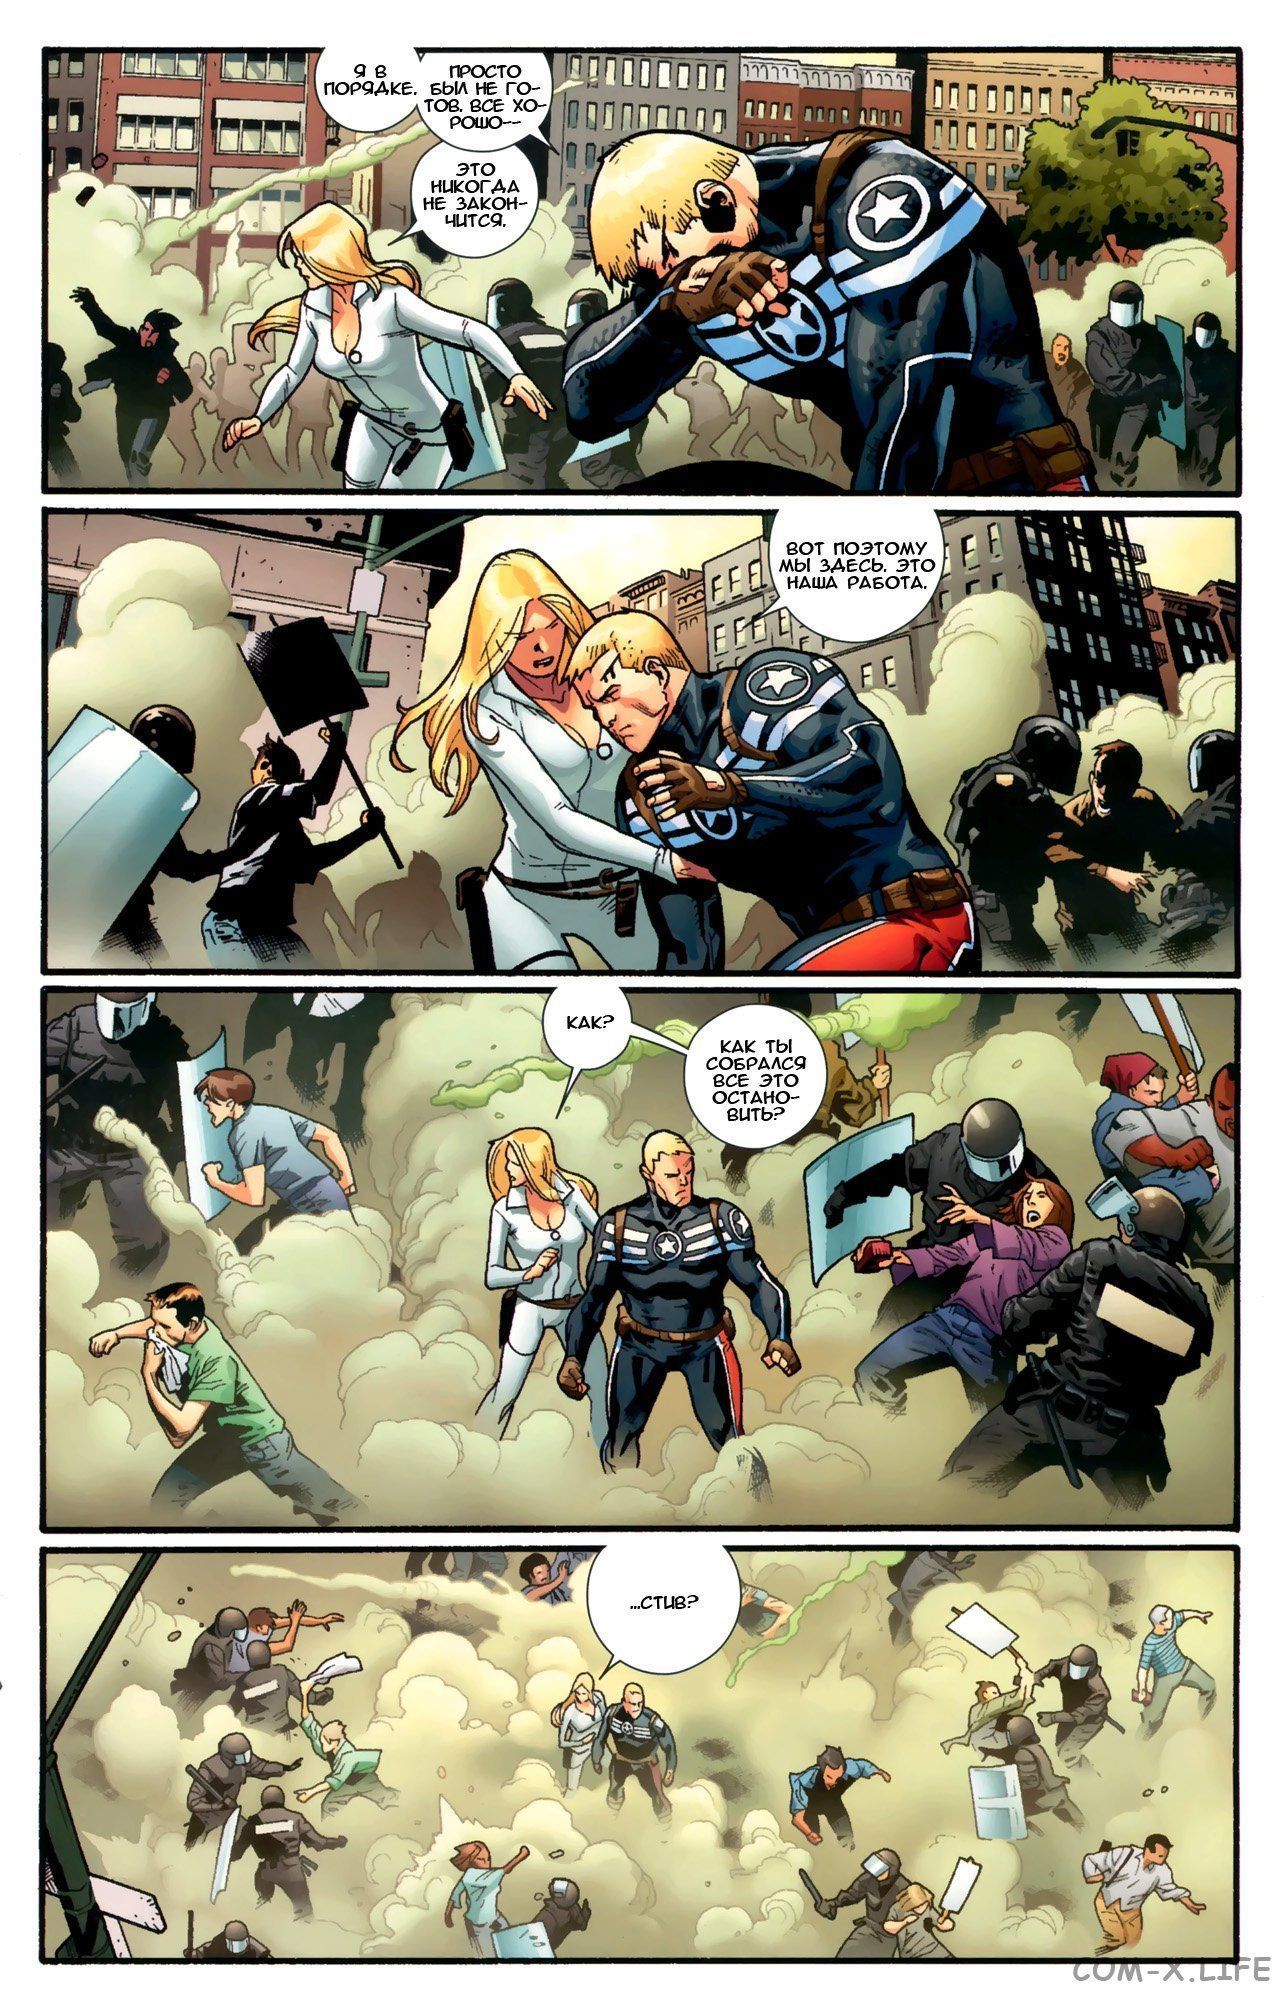 Я В
ПОРЯДКЕ.
ПРОСТО
БЫЛ НЕ ГО-
ТОВ. ВСЕ ХО-
РОШО--
ЭТО
НИКОГДА
НЕ ЗАКОН-
ЧИТСЯ.
ВОТ ПОЭТОМУ
МЫ ЗДЕСЬ. ЭТО
НАША РАБОТА.
КАК?
КАК ТЫ
СОБРАЛСЯ
ВСЕ ЭТО
ОСТАНО-
ВИТЬ?
...СТИВ?
COM-X.LIFE